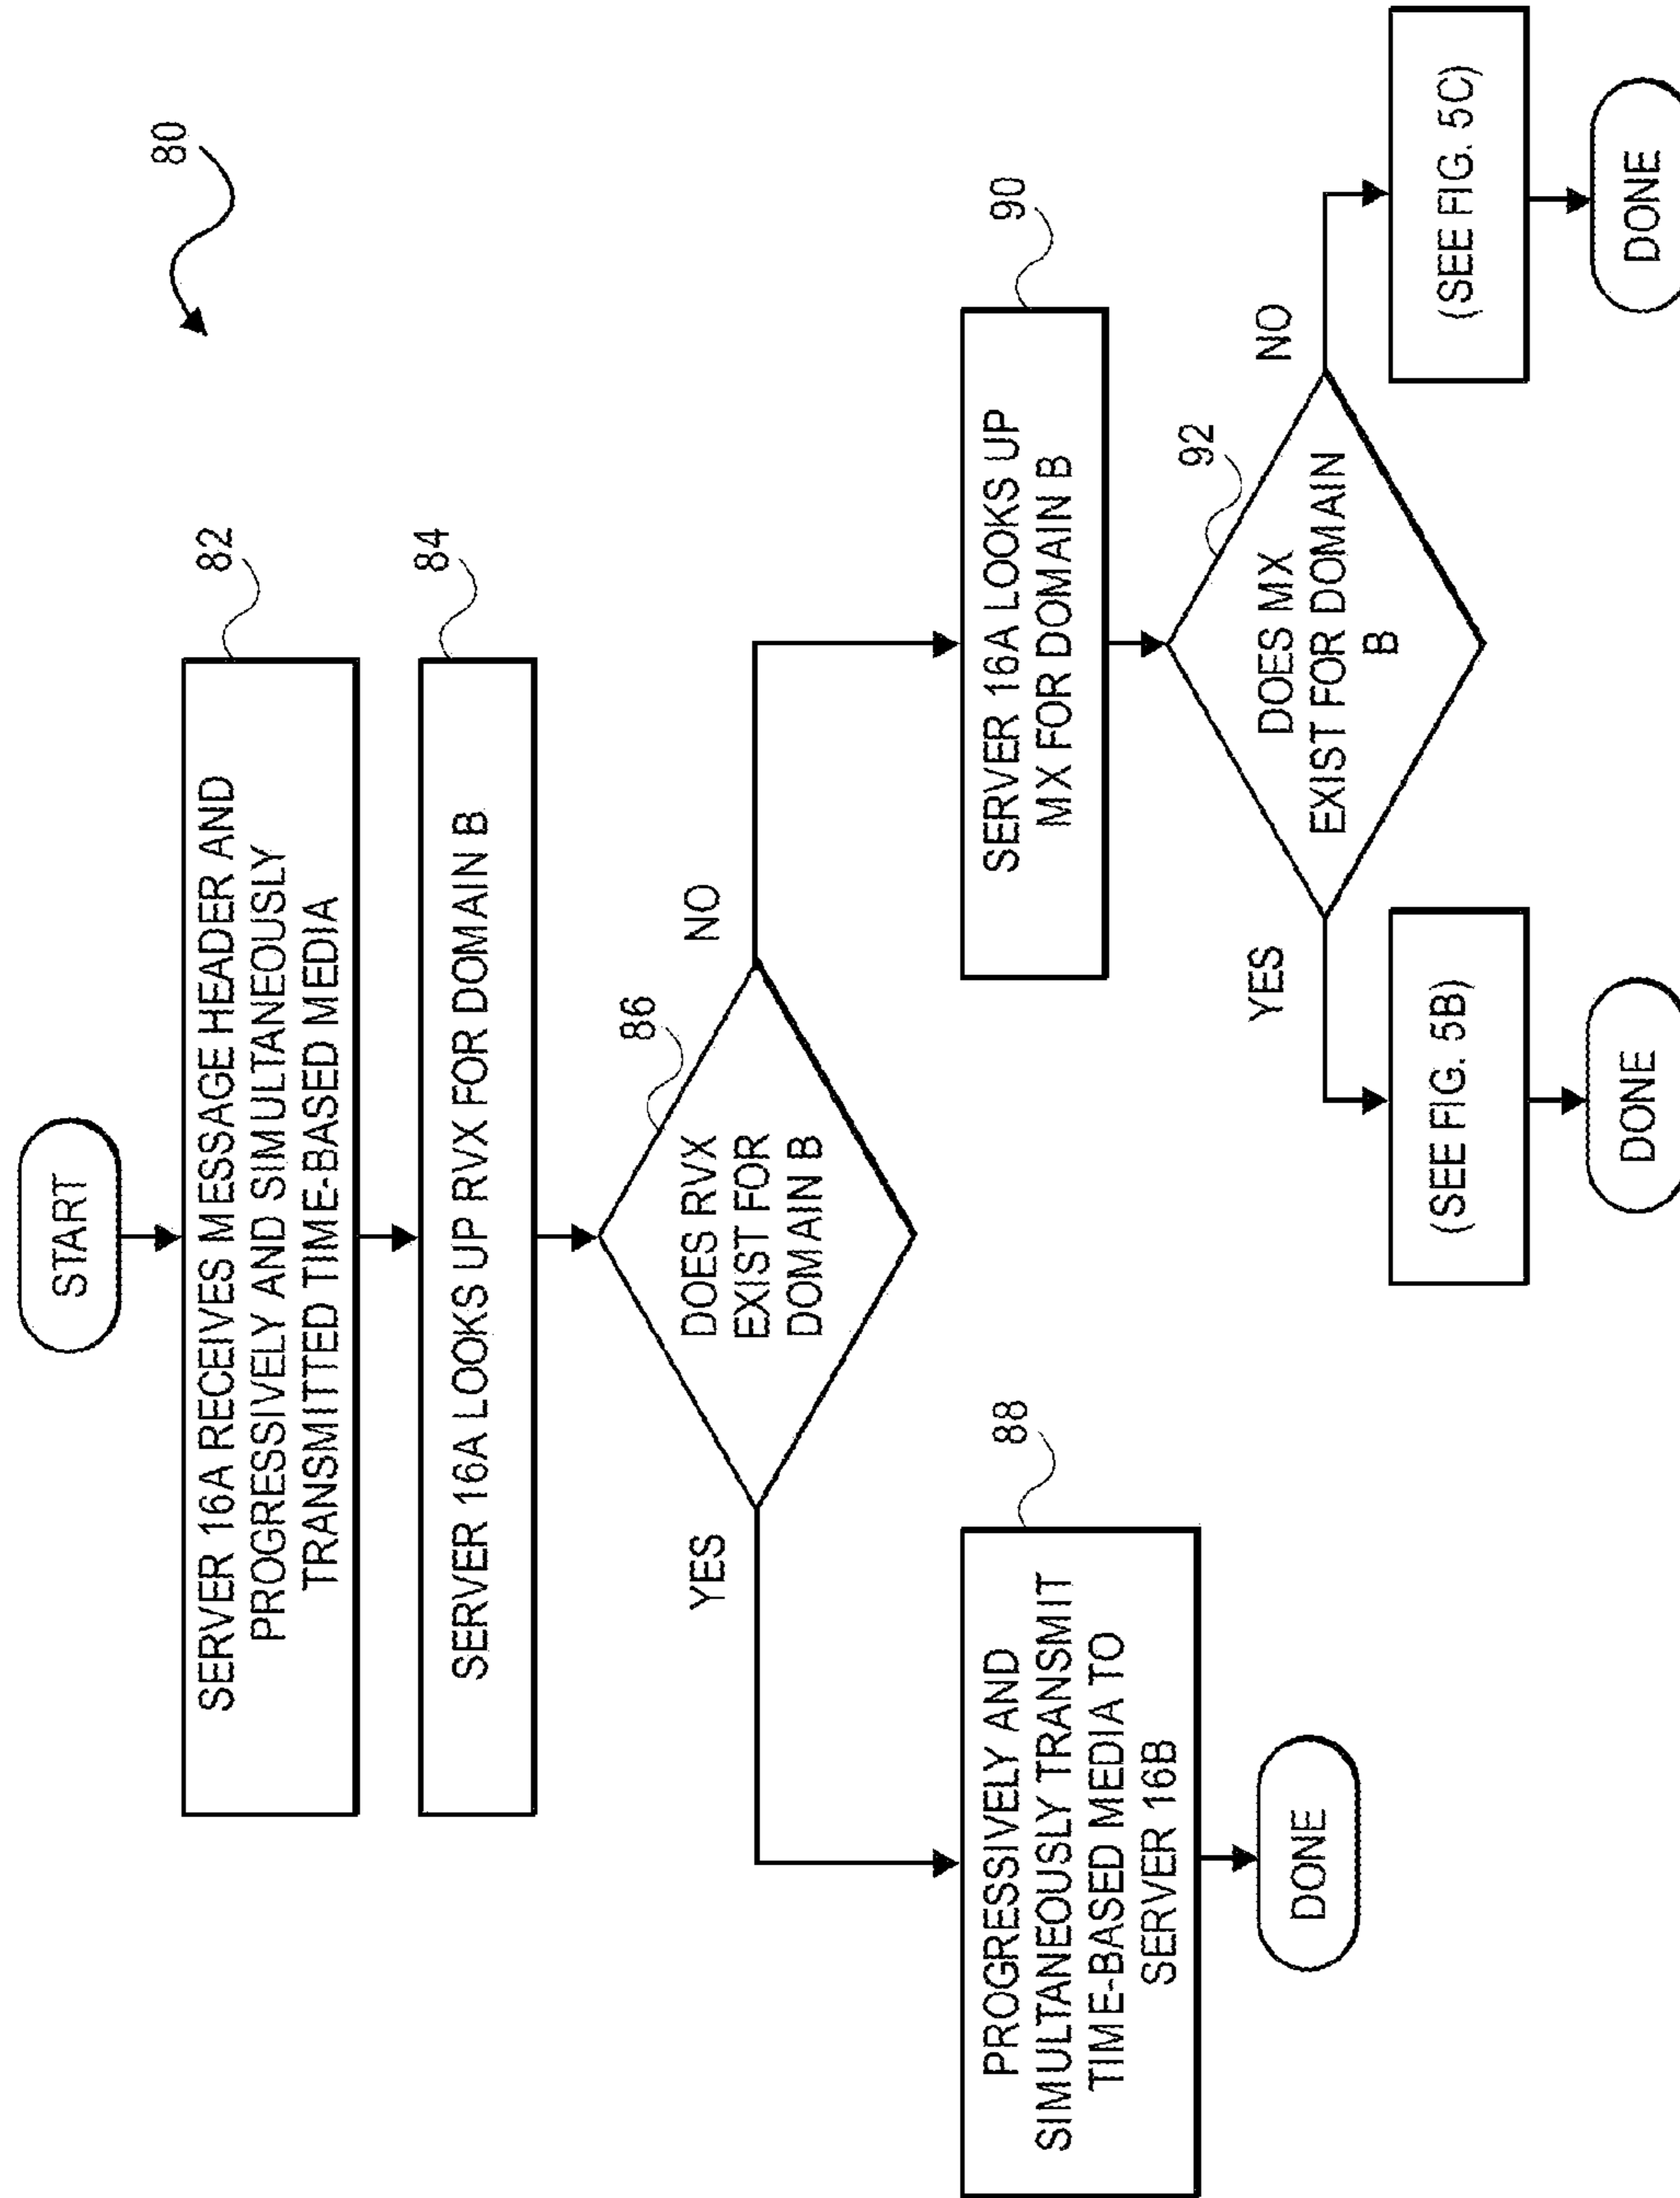 80
START
82
SERVER 16A RECEIVES MESSAGE HEADER AND
PROGRESSIVELY AND SIMULTANEOUSLY
TRANSMITTED TIME-BASED MEDIA
84
SERVER 16A LOOKS UP RVX FOR DOMAIN B
86
DOES RVX
EXIST FOR
DOMAIN B
YES
NO
88
PROGRESSIVELY AND
SIMULTANEOUSLY TRANSMIT
TIME-BASED MEDIA TO
SERVER 16B
DONE
90
SERVER 16A LOOKS UP
MX FOR DOMAIN B
92
DOES MX
EXIST FOR DOMAIN
B
YES
NO
(SEE FIG. 5B)
DONE
(SEE FIG. 5C)
DONE